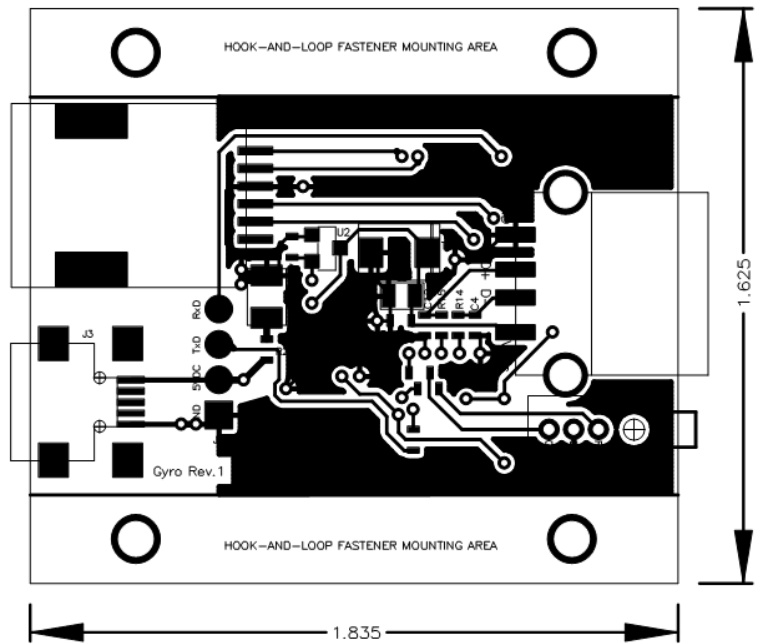 HOOK-AND-LOOP FASTENER MOUNTING AREA
U2
D+
D-
R14
C4
RxD
J3
TxD
1.625
Gyro Rev.1
HOOK-AND-LOOP FASTENER MOUNTING AREA
1.835